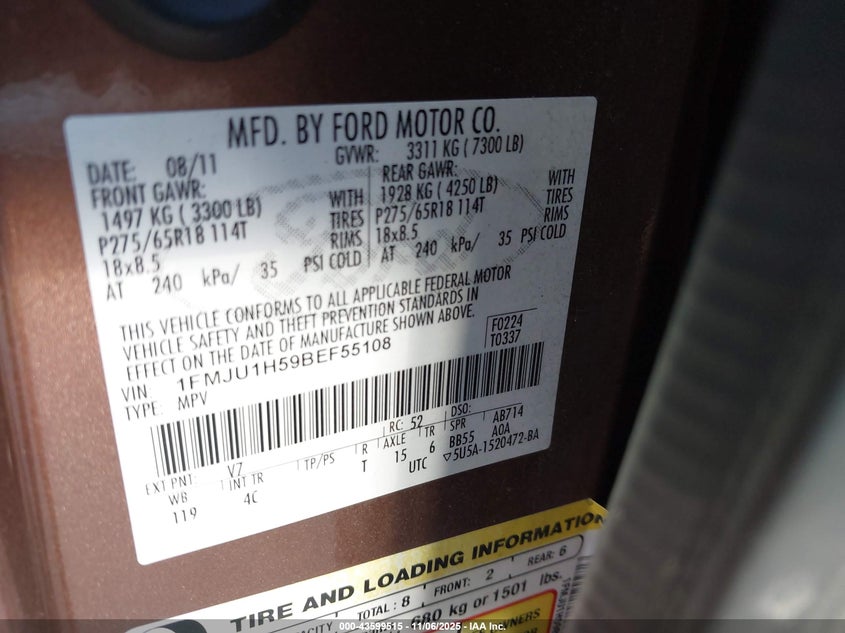 MFD. BY FORD MOTOR CO.
DATE: 08/11 GVWR: 3311 KG ( 7300 LB)
FRONT GAWR: REAR GAWR:
1497 KG ( 3300 LB) WITH 1928 KG ( 4250 LB) WITH
P275/65R18 114T TIRES P275/65R18 114T TIRES
18x8.5 RIMS 18x8.5 RIMS
AT 240 kPa/ 35 PSI COLD AT 240 kPa/ 35 PSI COLD
THIS VEHICLE CONFORMS TO ALL APPLICABLE FEDERAL MOTOR
VEHICLE SAFETY AND THEFT PREVENTION STANDARDS IN
EFFECT ON THE DATE OF MANUFACTURE SHOWN ABOVE.
F0224
T0337
VIN: 1FMJU1H59BEF55108
TYPE: MPV
EXT PNT: V7 RC: 52 DSO:
WB INT TR TP/PS R AXLE TR SPR AB714
119 4C T 15 6 BB55 A0A
UTC ▽5U5A-1520472-BA
TIRE AND LOADING INFORMATION
TOTAL: 8 FRONT: 2 REAR: 6
680 kg or 1501 lbs.
OWNERS
000-43599515 - 11/06/2025 - IAA Inc.